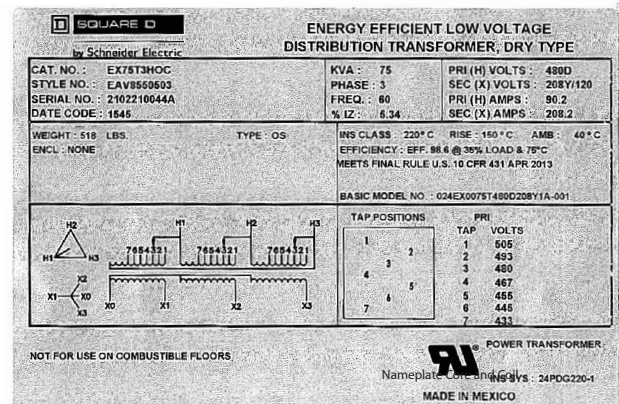 D SQUARE D
by Schneider Electric
ENERGY EFFICIENT LOW VOLTAGE
DISTRIBUTION TRANSFORMER, DRY TYPE
CAT. NO. : EX75T3HOC
STYLE NO. : EAV8550503
SERIAL NO. : 2102210044A
DATE CODE : 1545
KVA : 75
PHASE : 3
FREQ. : 60
% IZ : 5.34
PRI (H) VOLTS : 480D
SEC (X) VOLTS : 208Y/120
PRI (H) AMPS : 90.2
SEC (X) AMPS : 208.2
WEIGHT : 518 LBS. TYPE : OS
ENCL : NONE
INS CLASS : 220° C RISE : 150° C AMB : 40° C
EFFICIENCY : EFF. 98.6 @ 35% LOAD & 75°C
MEETS FINAL RULE U.S. 10 CFR 431 APR 2013
BASIC MODEL NO. : 024EX0075T480D208Y1A-001
H2
H1 H3
X2
X1 X0
X3
H1 H2 H3
7654321 7654321 7654321
X0 X1 X2 X3
TAP POSITIONS
1
2
3
4
5
6
7
PRI
TAP VOLTS
1 505
2 493
3 480
4 467
5 455
6 445
7 433
NOT FOR USE ON COMBUSTIBLE FLOORS
POWER TRANSFORMER
Nameplate Core and Coil
INS SYS : 24PDG220-1
MADE IN MEXICO